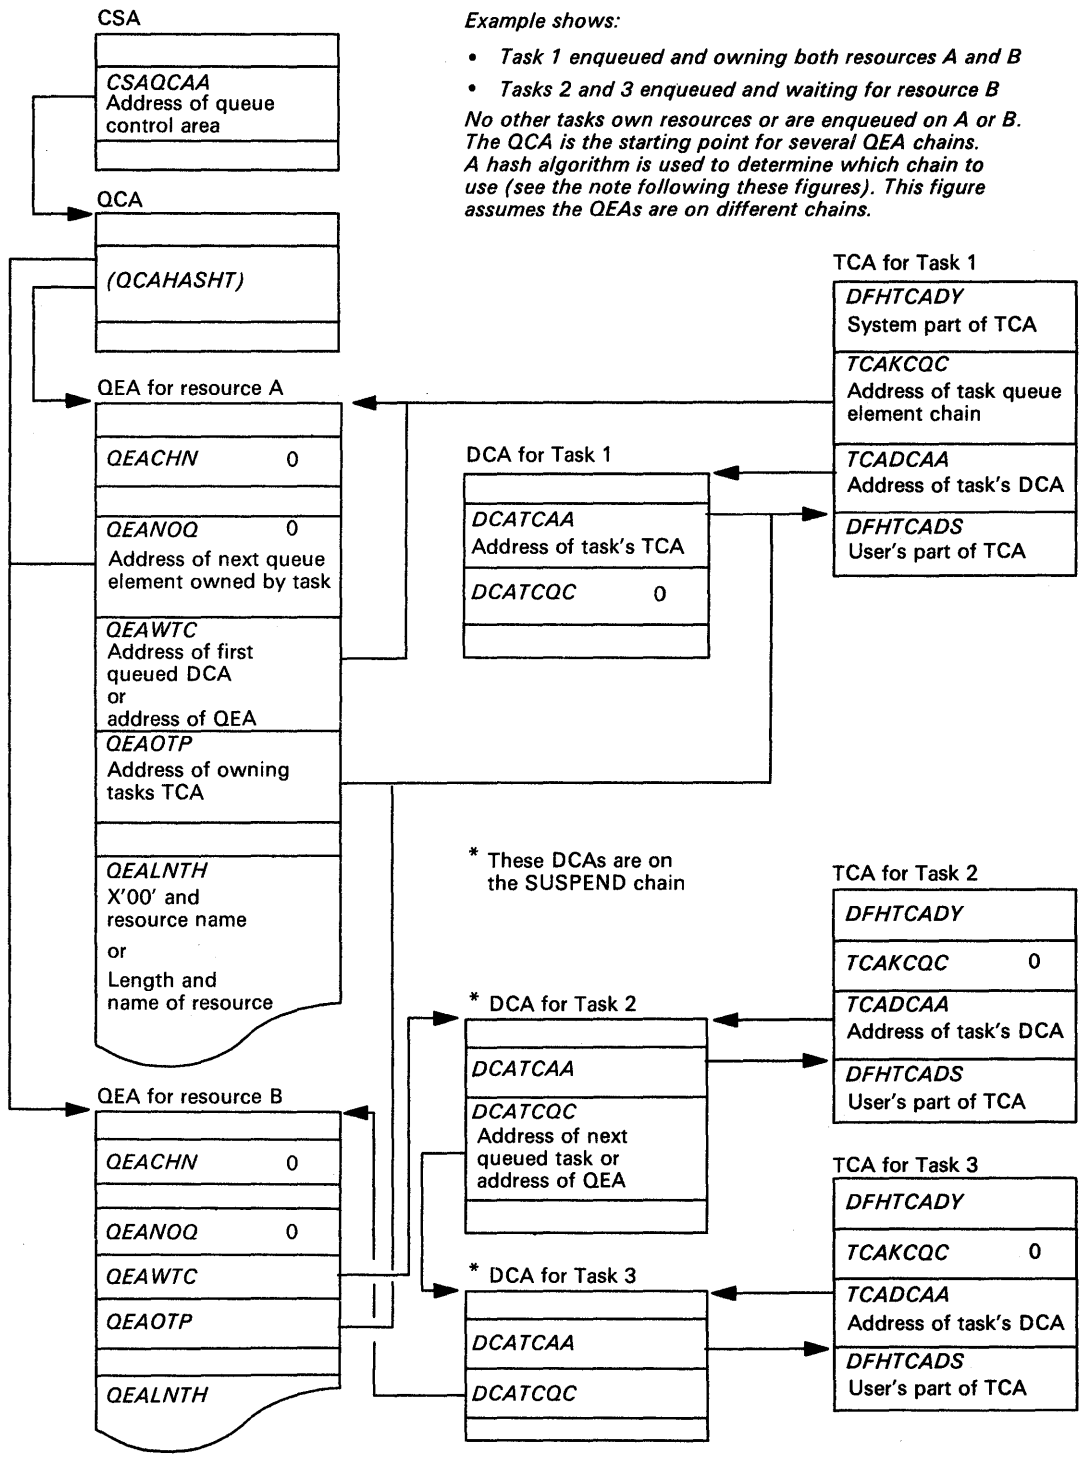 CSA
CSAQCAA
Address of queue
control area
Example shows:
• Task 1 enqueued and owning both resources A and B
• Tasks 2 and 3 enqueued and waiting for resource B
No other tasks own resources or are enqueued on A or B.
The QCA is the starting point for several QEA chains.
A hash algorithm is used to determine which chain to
use (see the note following these figures). This figure
assumes the QEAs are on different chains.
QCA
(QCAHASHT)
TCA for Task 1
DFHTCADY
System part of TCA
TCAKCQC
Address of task queue
element chain
TCADCAA
Address of task's DCA
DFHTCADS
User's part of TCA
QEA for resource A
QEACHN 0
QEANOQ 0
Address of next queue
element owned by task
QEAWTC
Address of first
queued DCA
or
address of QEA
QEAOTP
Address of owning
tasks TCA
QEALNTH
X'00' and
resource name
or
Length and
name of resource
DCA for Task 1
DCATCAA
Address of task's TCA
DCATCQC 0
* These DCAs are on
the SUSPEND chain
TCA for Task 2
DFHTCADY
TCAKCQC 0
TCADCAA
Address of task's DCA
DFHTCADS
User's part of TCA
* DCA for Task 2
DCATCAA
DCATCQC
Address of next
queued task or
address of QEA
QEA for resource B
QEACHN 0
QEANOQ 0
QEAWTC
QEAOTP
QEALNTH
* DCA for Task 3
DCATCAA
DCATCQC
TCA for Task 3
DFHTCADY
TCAKCQC 0
TCADCAA
Address of task's DCA
DFHTCADS
User's part of TCA